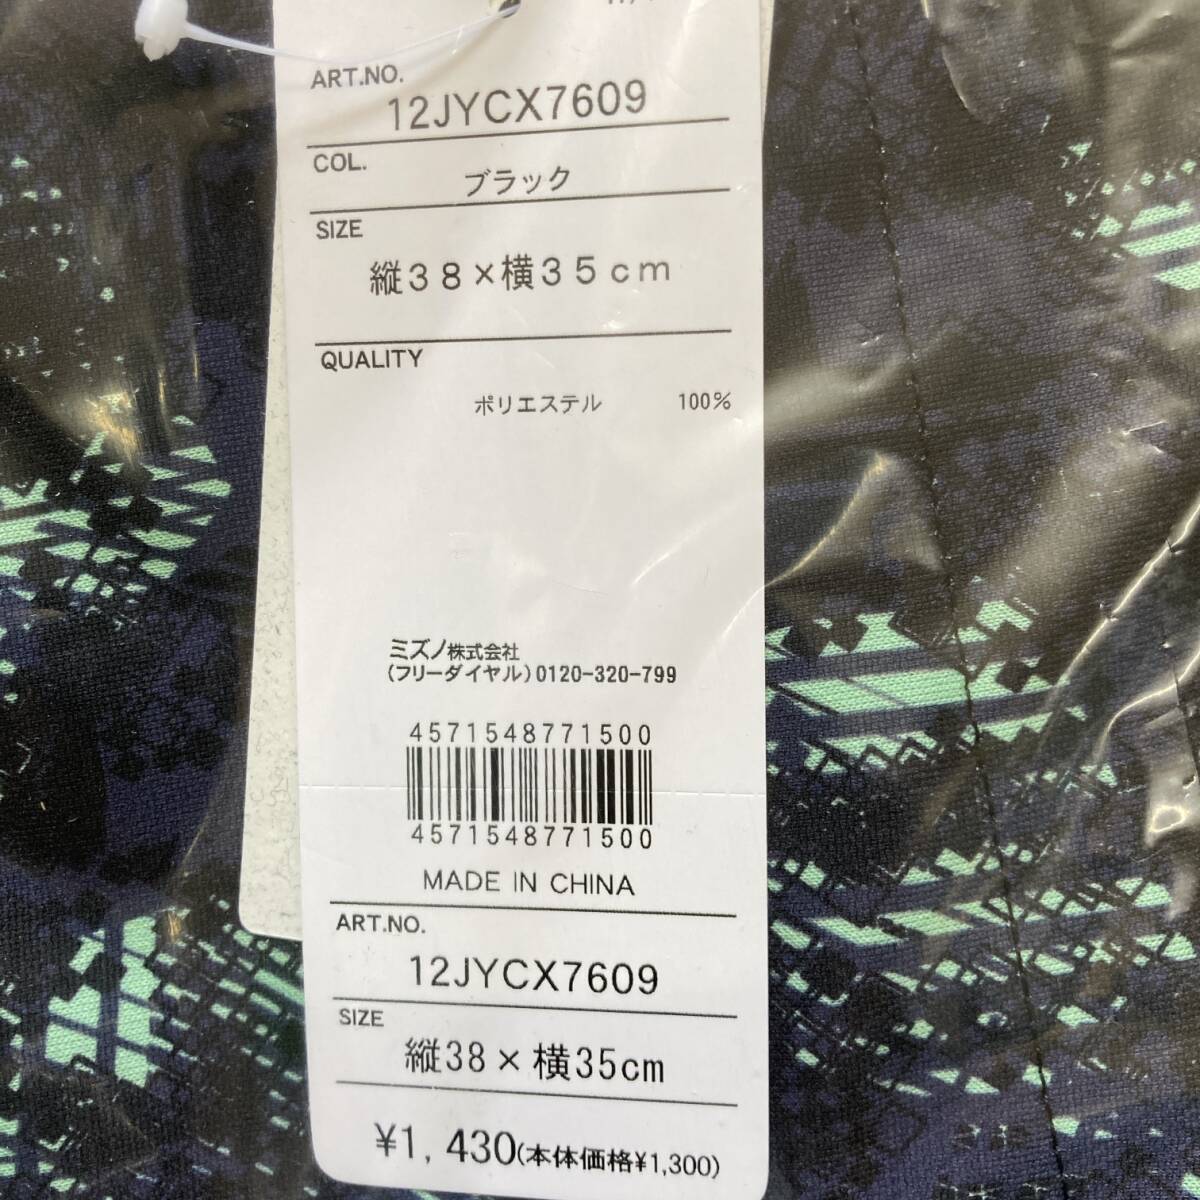 ART.NO.
12JYCX7609
COL.
ブラック
SIZE
縦３８×横３５ｃｍ
QUALITY
ポリエステル 100%
ミズノ株式会社
(フリーダイヤル)0120-320-799
4571548771500
4571548771500
MADE IN CHINA
ART.NO.
12JYCX7609
SIZE
縦38×横35cm
¥1,430(本体価格¥1,300)